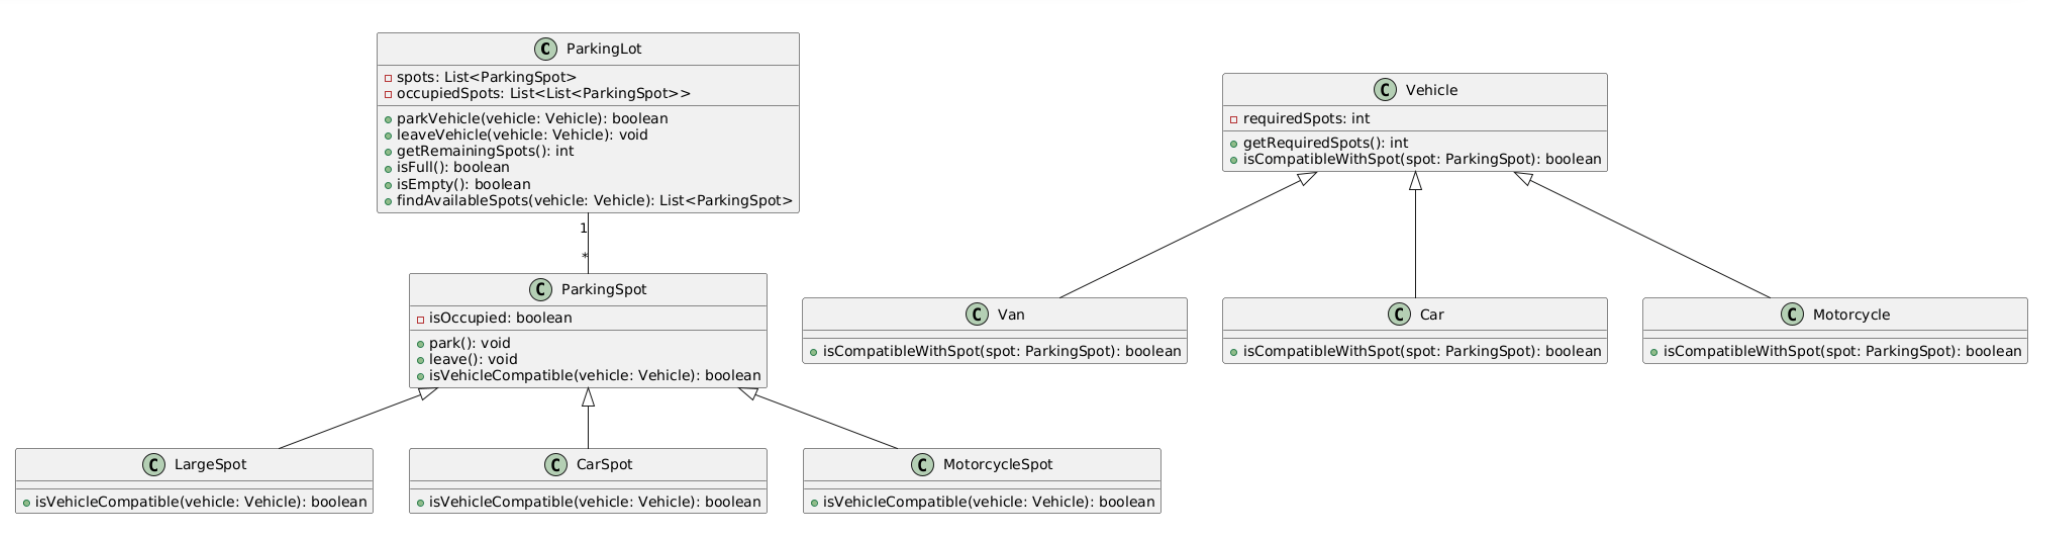 C ParkingLot
spots: List<ParkingSpot>
occupiedSpots: List<List<ParkingSpot>>
parkVehicle(vehicle: Vehicle): boolean
leaveVehicle(vehicle: Vehicle): void
getRemainingSpots(): int
isFull(): boolean
isEmpty(): boolean
findAvailableSpots(vehicle: Vehicle): List<ParkingSpot>
1
*
C Vehicle
requiredSpots: int
getRequiredSpots(): int
isCompatibleWithSpot(spot: ParkingSpot): boolean
C ParkingSpot
isOccupied: boolean
park(): void
leave(): void
isVehicleCompatible(vehicle: Vehicle): boolean
C Van
isCompatibleWithSpot(spot: ParkingSpot): boolean
C Car
isCompatibleWithSpot(spot: ParkingSpot): boolean
C Motorcycle
isCompatibleWithSpot(spot: ParkingSpot): boolean
C LargeSpot
isVehicleCompatible(vehicle: Vehicle): boolean
C CarSpot
isVehicleCompatible(vehicle: Vehicle): boolean
C MotorcycleSpot
isVehicleCompatible(vehicle: Vehicle): boolean